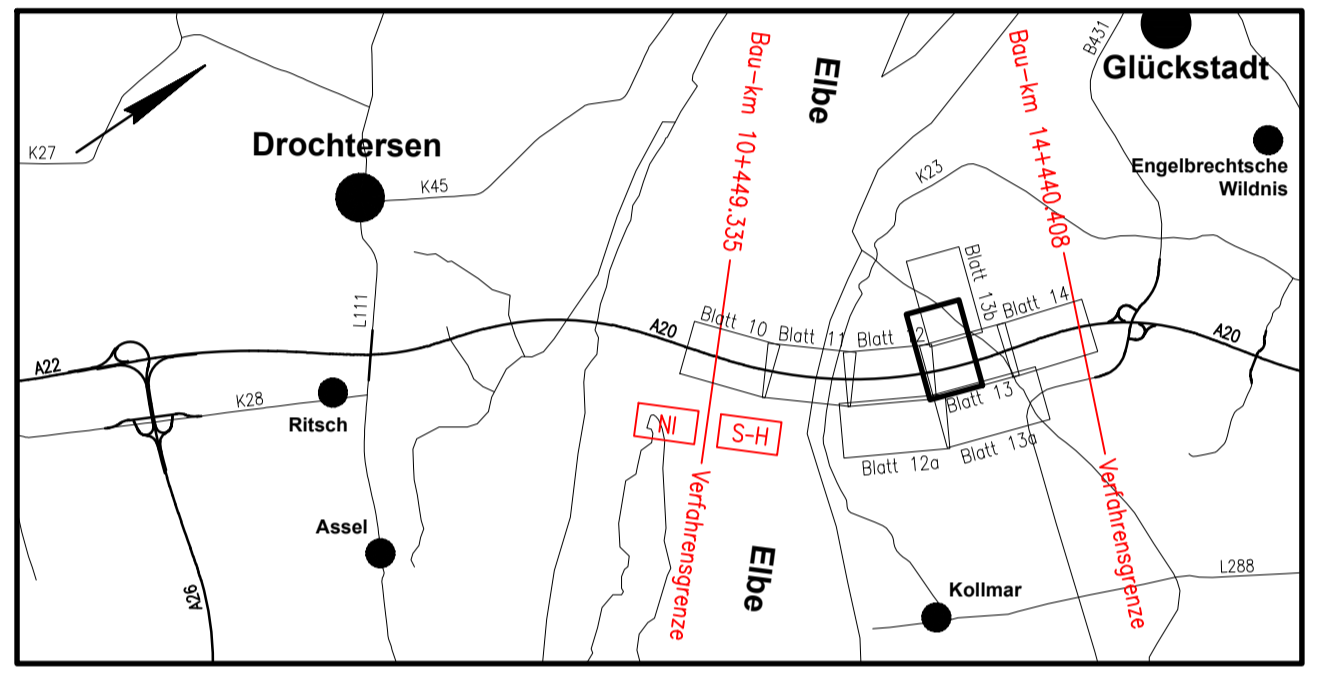 Glückstadt
B431
Engelbrechtsche
Wildnis
K27
Drochtersen
K45
Elbe
Bau-km 10+449.335
Bau-km 14+440.408
K23
L111
A22
A20
Blatt 10
Blatt 11
Blatt 12
Blatt 13b
Blatt 14
A20
K28
Ritsch
NI
S-H
Blatt 13
Blatt 12a
Blatt 13a
Verfahrensgrenze
Verfahrensgrenze
Assel
Elbe
A26
Kollmar
L288